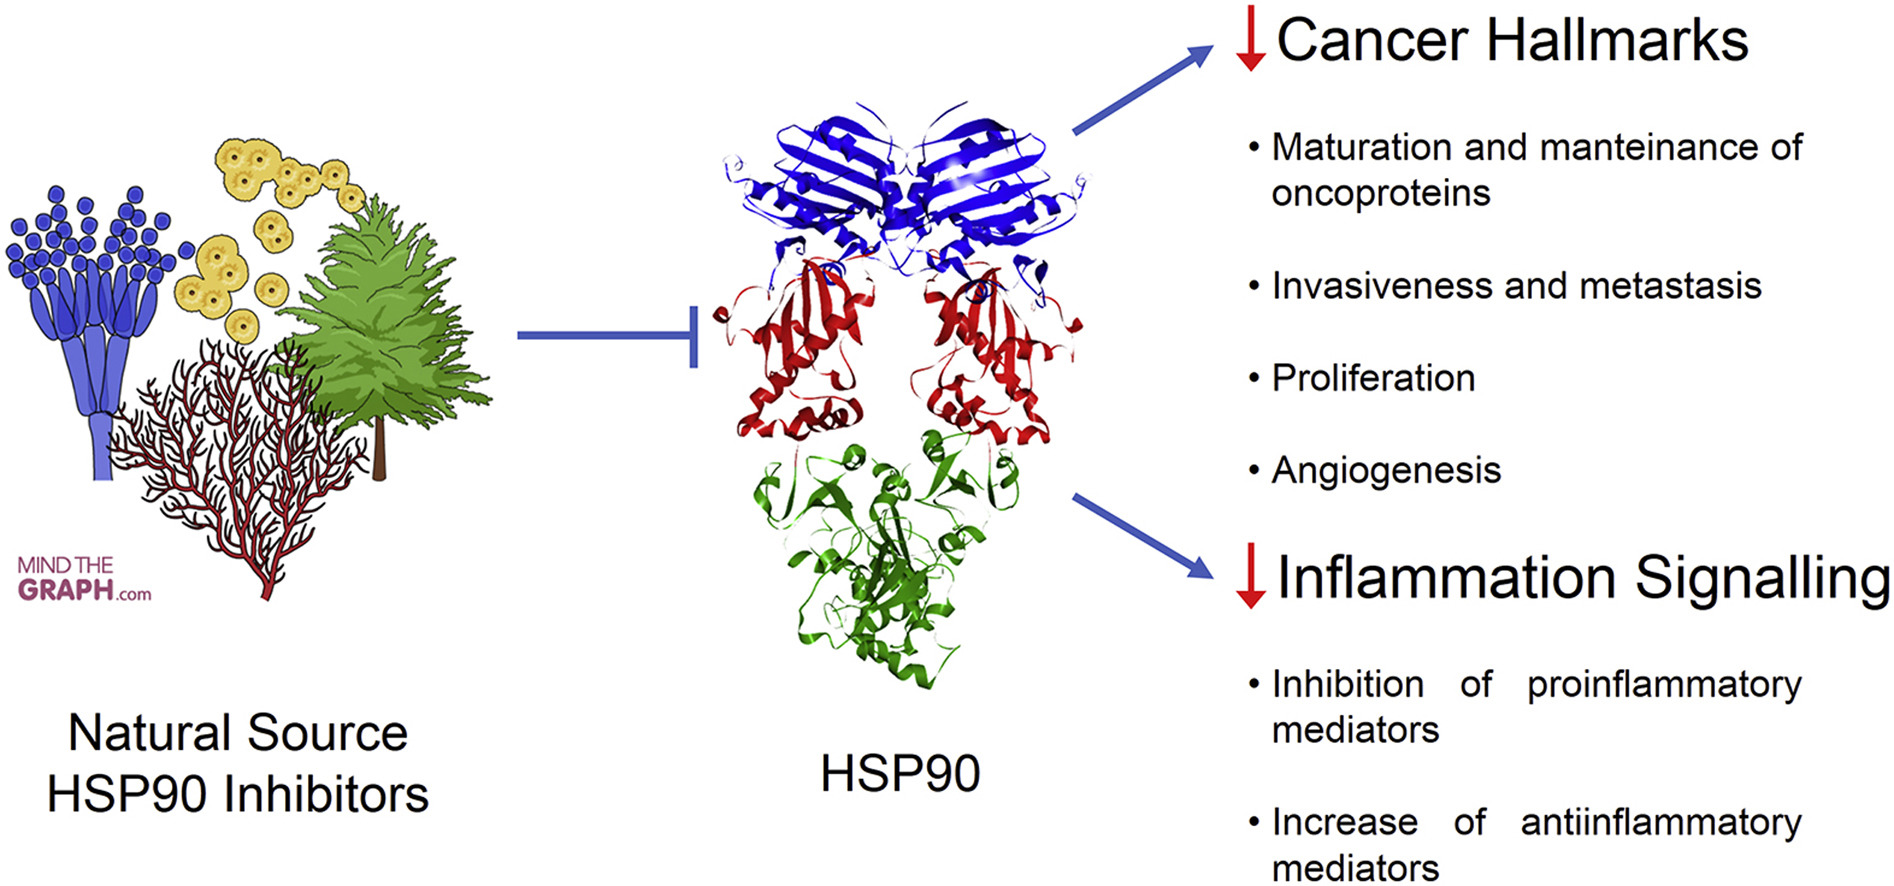 MIND THE
GRAPH.com
Natural Source
HSP90 Inhibitors
HSP90
Cancer Hallmarks
• Maturation and manteinance of
oncoproteins
• Invasiveness and metastasis
• Proliferation
• Angiogenesis
Inflammation Signalling
• Inhibition of proinflammatory
mediators
• Increase of antiinflammatory
mediators